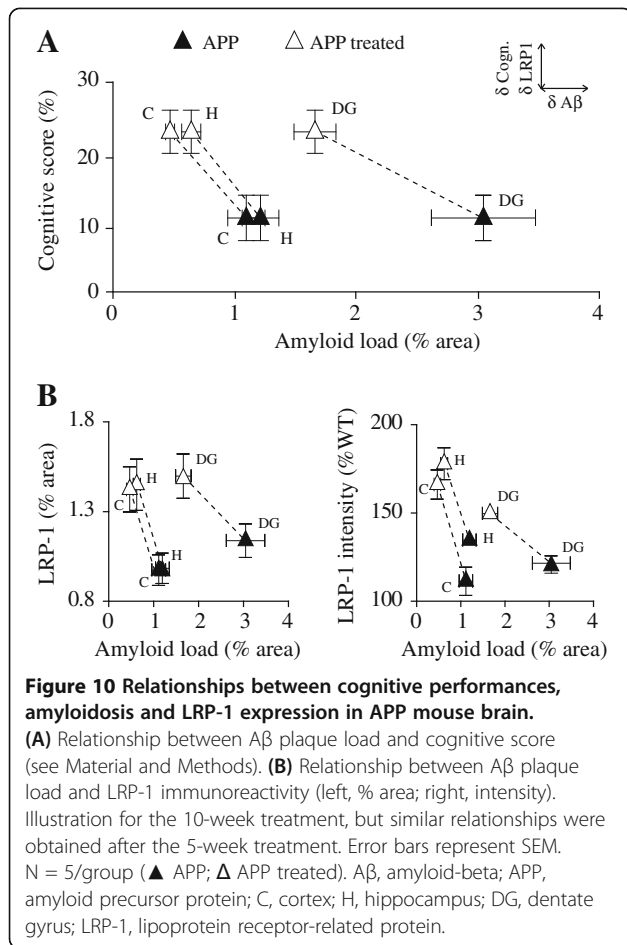 A
▲ APP △ APP treated
δ Cogn.
δ LRP1
δ Aβ
Cognitive score (%)
30
20
10
0
C
H
DG
C
H
DG
0 1 2 3 4
Amyloid load (% area)
B
LRP-1 (% area)
1.8
1.3
0.8
C
H
DG
C
H
DG
0 1 2 3 4
Amyloid load (% area)
LRP-1 intensity (%WT)
200
150
100
C
H
DG
C
H
DG
0 1 2 3 4
Amyloid load (% area)
Figure 10 Relationships between cognitive performances,
amyloidosis and LRP-1 expression in APP mouse brain.
(A) Relationship between Aβ plaque load and cognitive score
(see Material and Methods). (B) Relationship between Aβ plaque
load and LRP-1 immunoreactivity (left, % area; right, intensity).
Illustration for the 10-week treatment, but similar relationships were
obtained after the 5-week treatment. Error bars represent SEM.
N = 5/group (▲ APP; Δ APP treated). Aβ, amyloid-beta; APP,
amyloid precursor protein; C, cortex; H, hippocampus; DG, dentate
gyrus; LRP-1, lipoprotein receptor-related protein.